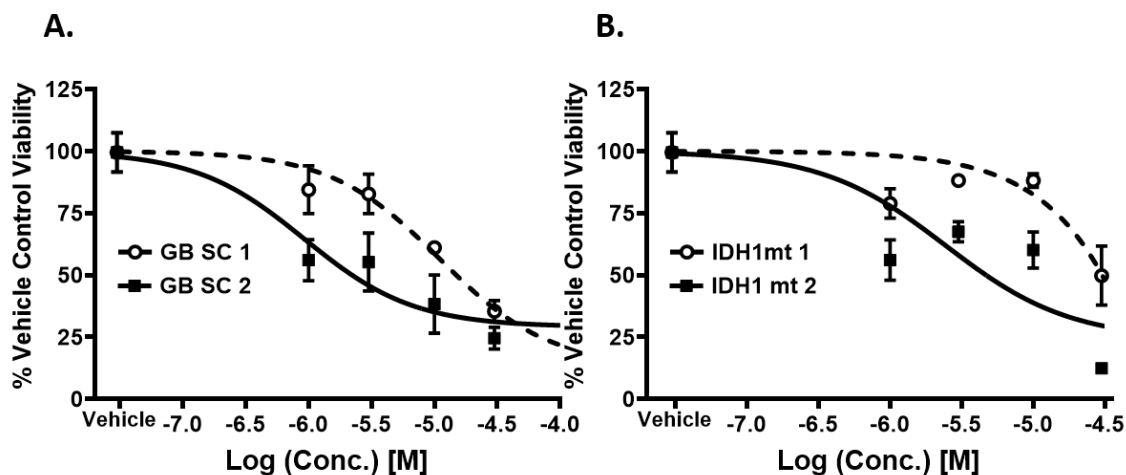 A.
B.
% Vehicle Control Viability
125
100
75
50
25
0
GB SC 1
GB SC 2
Vehicle -7.0 -6.5 -6.0 -5.5 -5.0 -4.5 -4.0
Log (Conc.) [M]
% Vehicle Control Viability
125
100
75
50
25
0
IDH1mt 1
IDH1 mt 2
Vehicle -7.0 -6.5 -6.0 -5.5 -5.0 -4.5
Log (Conc.) [M]